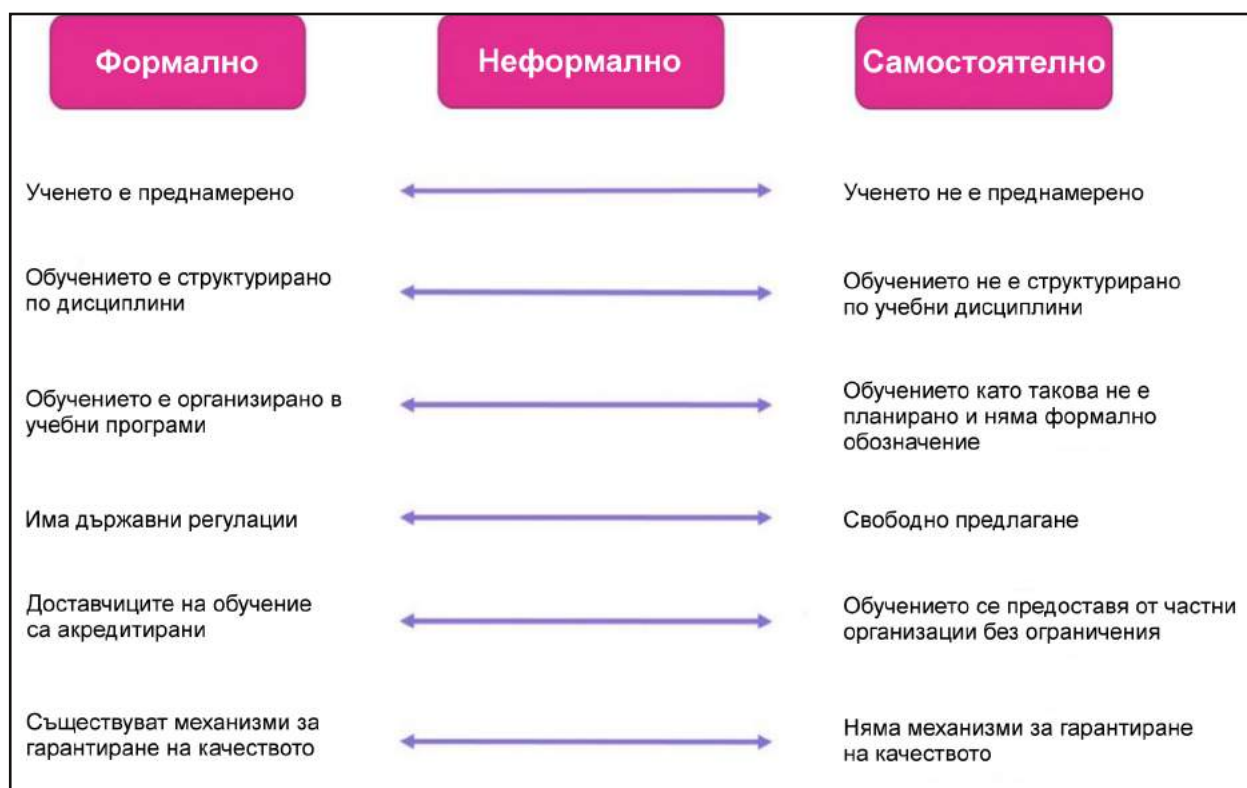 Формално
Неформално
Самостоятелно
Ученето е преднамерено
Ученето не е преднамерено
Обучението е структурирано
по дисциплини
Обучението не е структурирано
по учебни дисциплини
Обучението е организирано в
учебни програми
Обучението като такова не е
планирано и няма формално
обозначение
Има държавни регулации
Свободно предлагане
Доставчиците на обучение
са акредитирани
Обучението се предоставя от частни
организации без ограничения
Съществуват механизми за
гарантиране на качеството
Няма механизми за гарантиране
на качеството